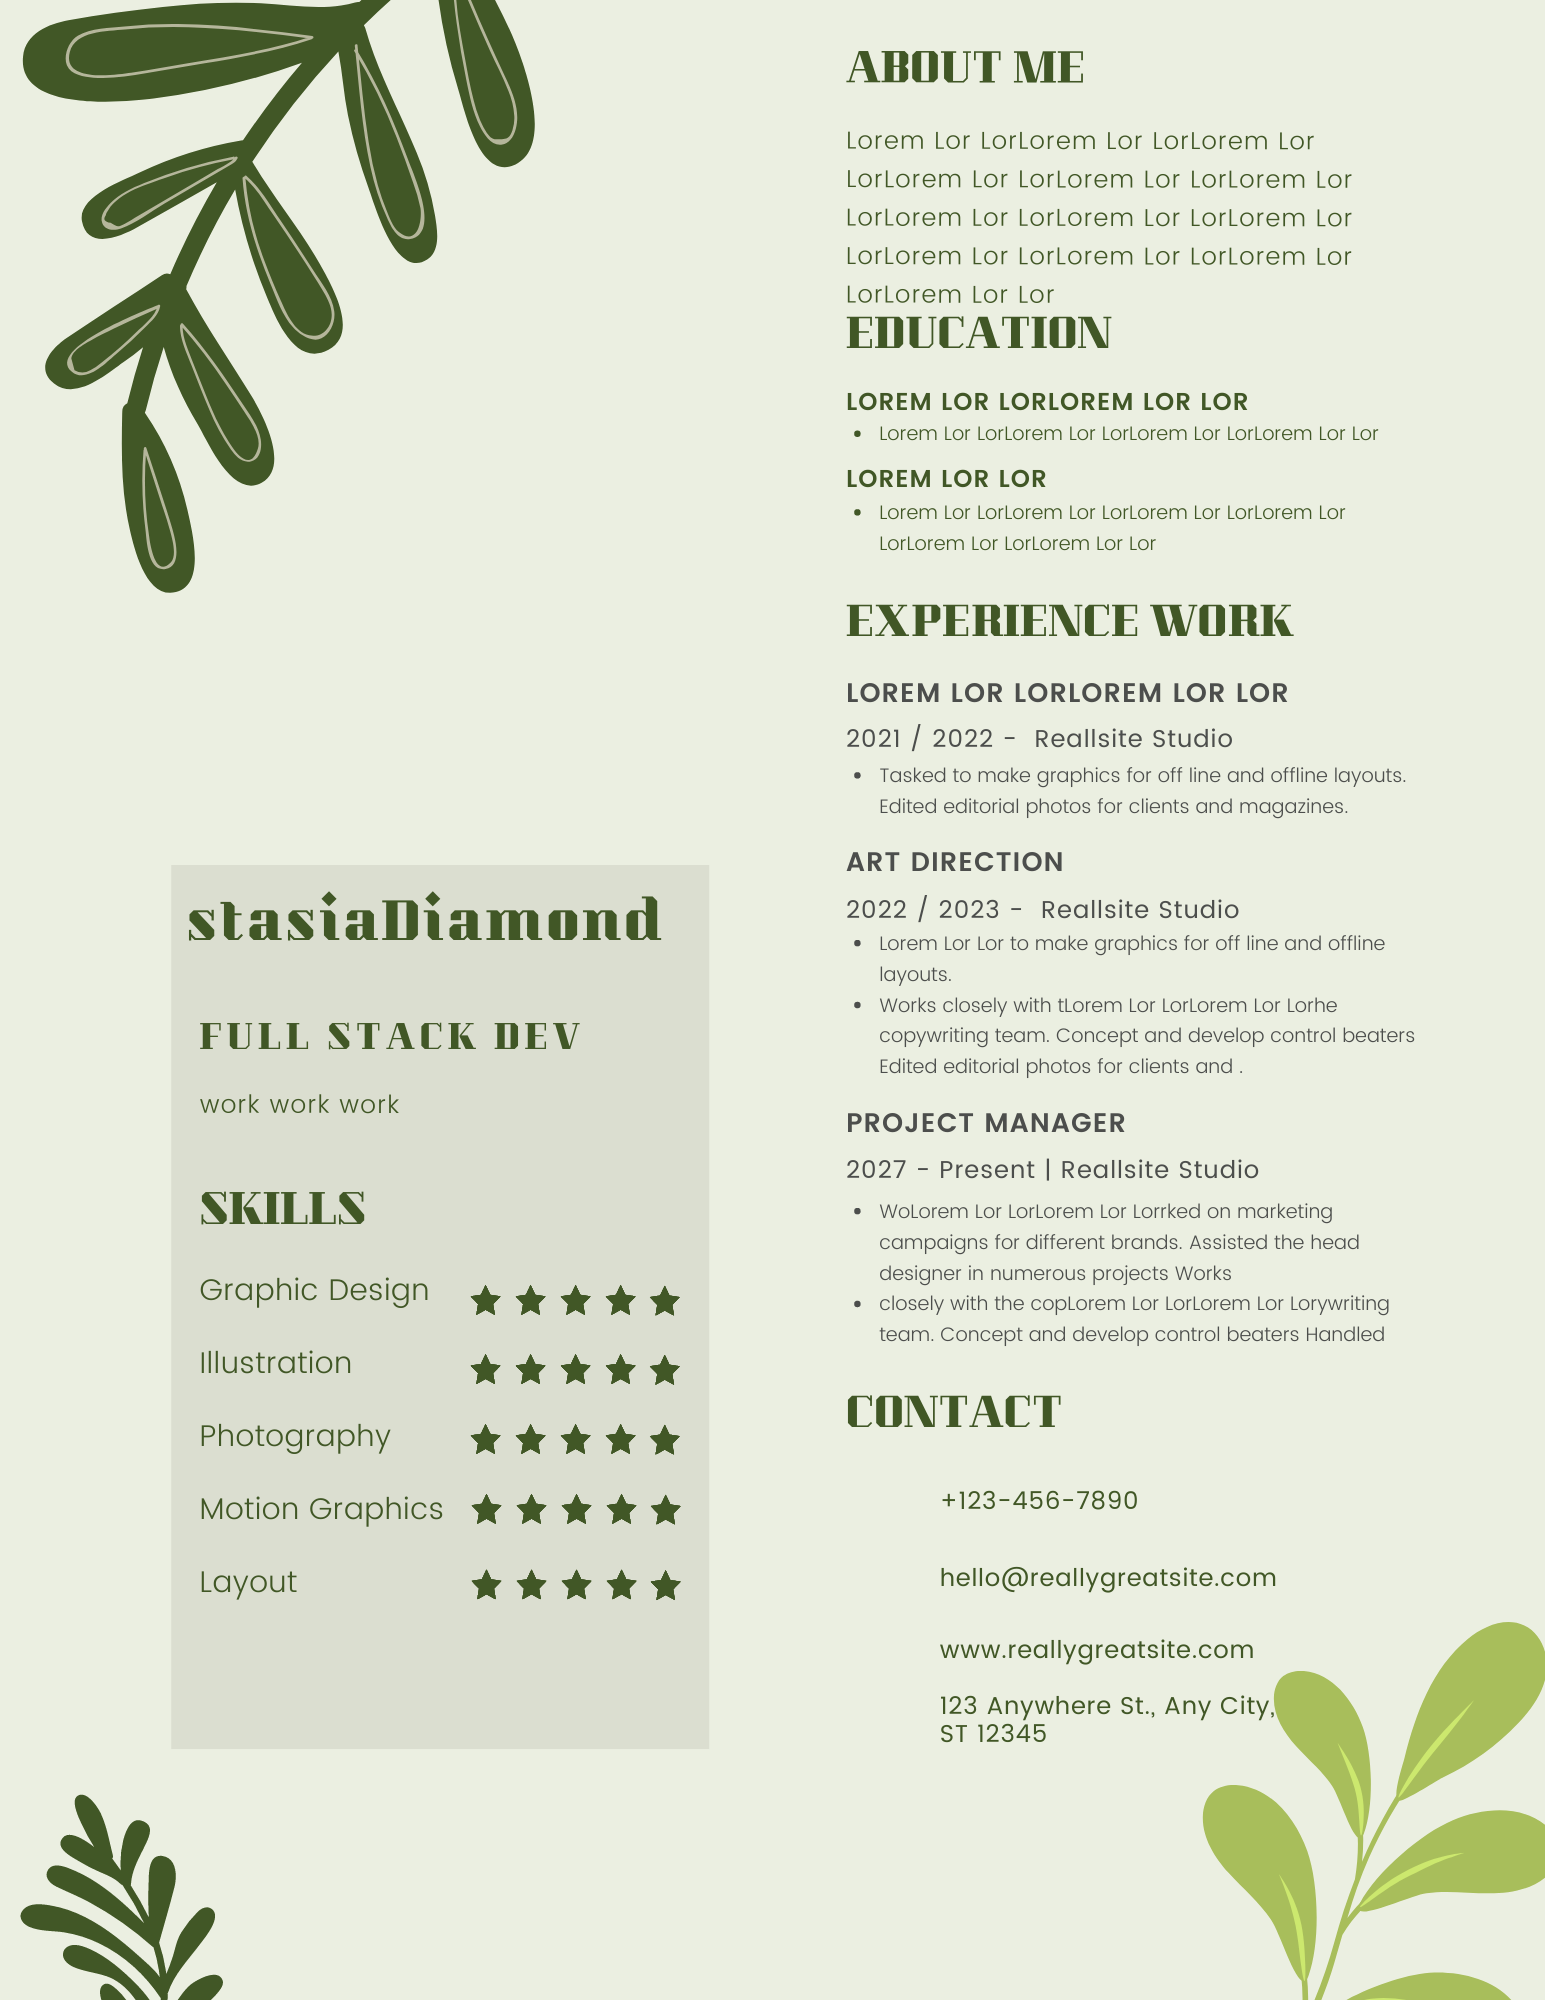 ABOUT ME
Lorem Lor LorLorem Lor LorLorem Lor
LorLorem Lor LorLorem Lor LorLorem Lor
LorLorem Lor LorLorem Lor LorLorem Lor
LorLorem Lor LorLorem Lor LorLorem Lor
LorLorem Lor Lor
EDUCATION
LOREM LOR LORLOREM LOR LOR
• Lorem Lor LorLorem Lor LorLorem Lor LorLorem Lor Lor
LOREM LOR LOR
• Lorem Lor LorLorem Lor LorLorem Lor LorLorem Lor
LorLorem Lor LorLorem Lor Lor
EXPERIENCE WORK
LOREM LOR LORLOREM LOR LOR
2021 / 2022 - Reallsite Studio
• Tasked to make graphics for off line and offline layouts.
Edited editorial photos for clients and magazines.
ART DIRECTION
2022 / 2023 - Reallsite Studio
• Lorem Lor Lor to make graphics for off line and offline
layouts.
• Works closely with tLorem Lor LorLorem Lor Lorhe
copywriting team. Concept and develop control beaters
Edited editorial photos for clients and .
PROJECT MANAGER
2027 - Present | Reallsite Studio
• WoLorem Lor LorLorem Lor Lorrked on marketing
campaigns for different brands. Assisted the head
designer in numerous projects Works
• closely with the copLorem Lor LorLorem Lor Lorywriting
team. Concept and develop control beaters Handled
CONTACT
+123-456-7890
hello@reallygreatsite.com
www.reallygreatsite.com
123 Anywhere St., Any City,
ST 12345
stasiaDiamond
FULL STACK DEV
work work work
SKILLS
Graphic Design
Illustration
Photography
Motion Graphics
Layout